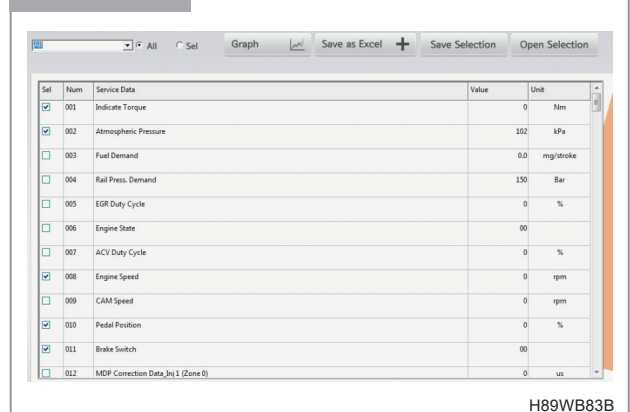 All All Sel Graph Save as Excel Save Selection Open Selection
Sel Num Service Data Value Unit
001 Indicate Torque 0 Nm
002 Atmospheric Pressure 102 kPa
003 Fuel Demand 0.0 mg/stroke
004 Rail Press. Demand 150 Bar
005 EGR Duty Cycle 0 %
006 Engine State 00
007 ACV Duty Cycle 0 %
008 Engine Speed 0 rpm
009 CAM Speed 0 rpm
010 Pedal Position 0 %
011 Brake Switch 00
012 MDP Correction Data_Inj 1 (Zone 0) 0 us
H89WB83B